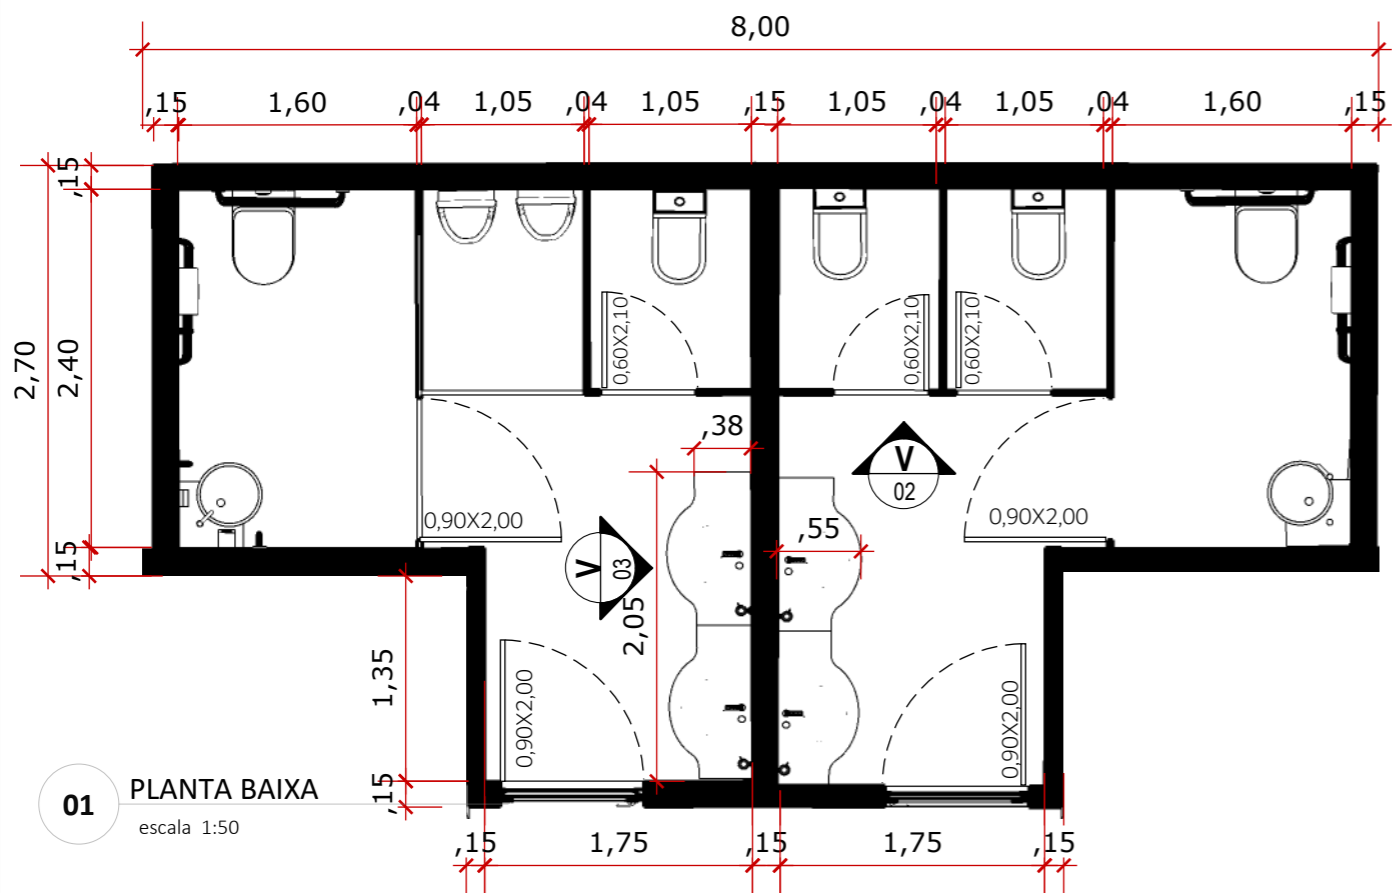 8,00
,15 1,60 ,04 1,05 ,04 1,05 ,15 1,05 ,04 1,05 ,04 1,60 ,15
,15
2,70
2,40
,15
0,60X2,10
0,60X2,10
0,60X2,10
,38
V
02
0,90X2,00
0,90X2,00
,55
V
03
2,05
1,35
0,90X2,00
0,90X2,00
,15
01
PLANTA BAIXA
escala 1:50
,15 1,75 ,15 1,75 ,15